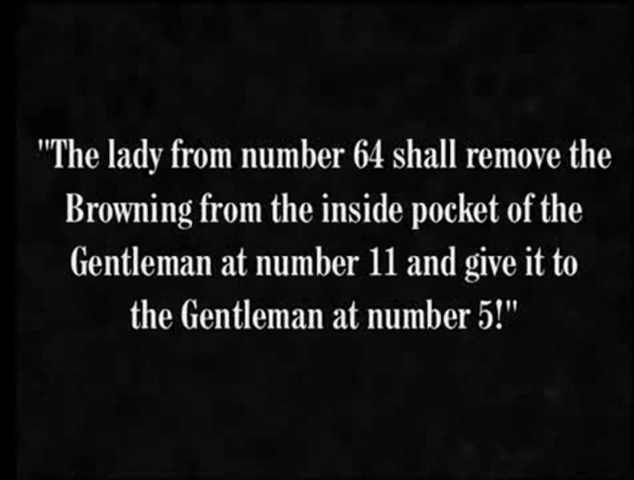 "The lady from number 64 shall remove the
Browning from the inside pocket of the
Gentleman at number 11 and give it to
the Gentleman at number 5!"